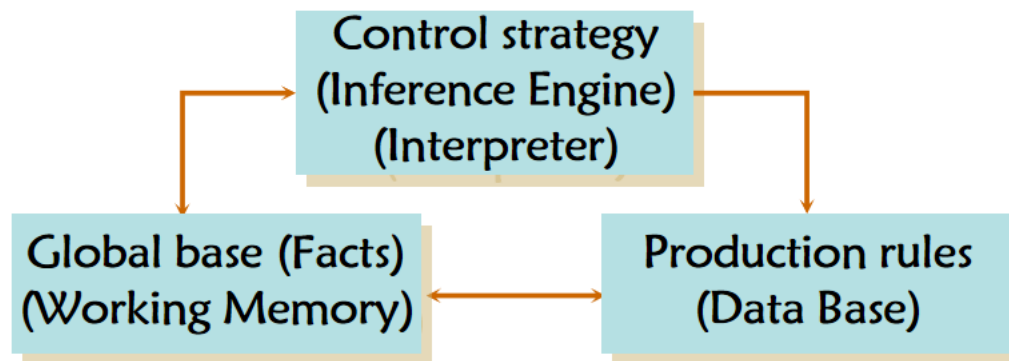 Control strategy
(Inference Engine)
(Interpreter)
Global base (Facts)
(Working Memory)
Production rules
(Data Base)